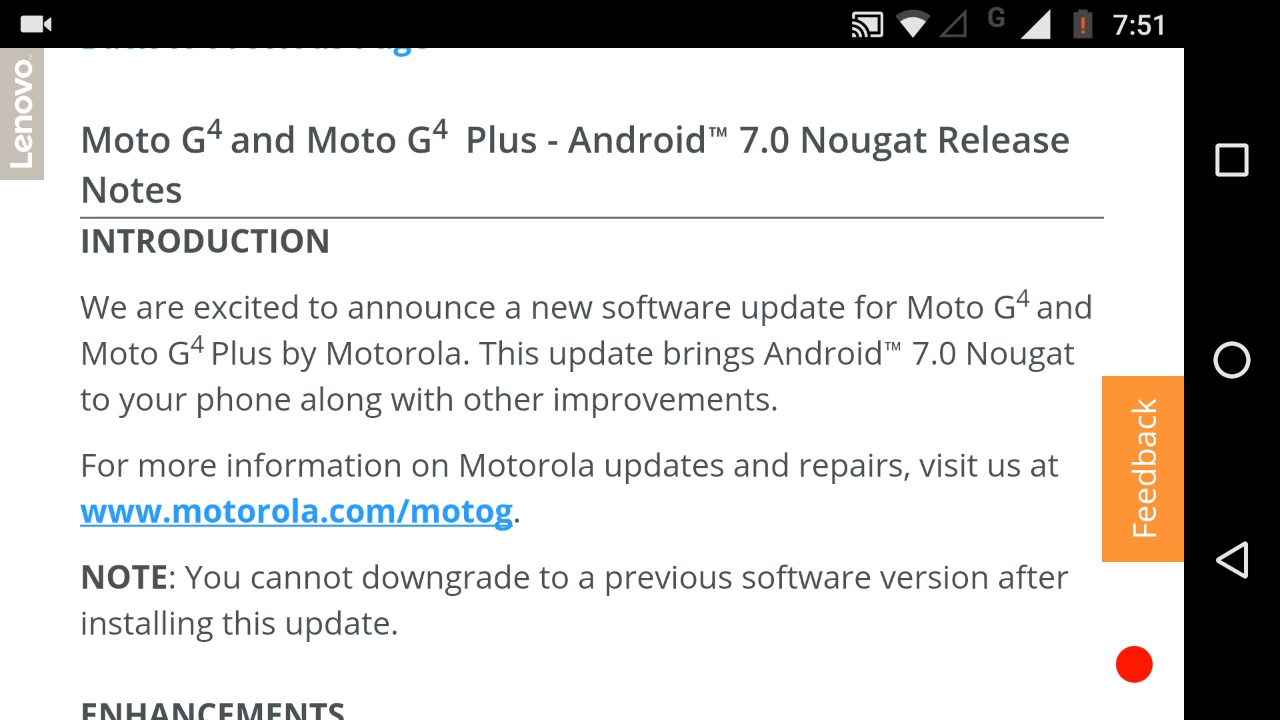 G
7:51
Lenovo
Moto G4 and Moto G4 Plus - Android™ 7.0 Nougat Release
Notes
INTRODUCTION
We are excited to announce a new software update for Moto G4 and
Moto G4 Plus by Motorola. This update brings Android™ 7.0 Nougat
to your phone along with other improvements.
For more information on Motorola updates and repairs, visit us at
www.motorola.com/motog.
Feedback
NOTE: You cannot downgrade to a previous software version after
installing this update.
ENHANCEMENTS